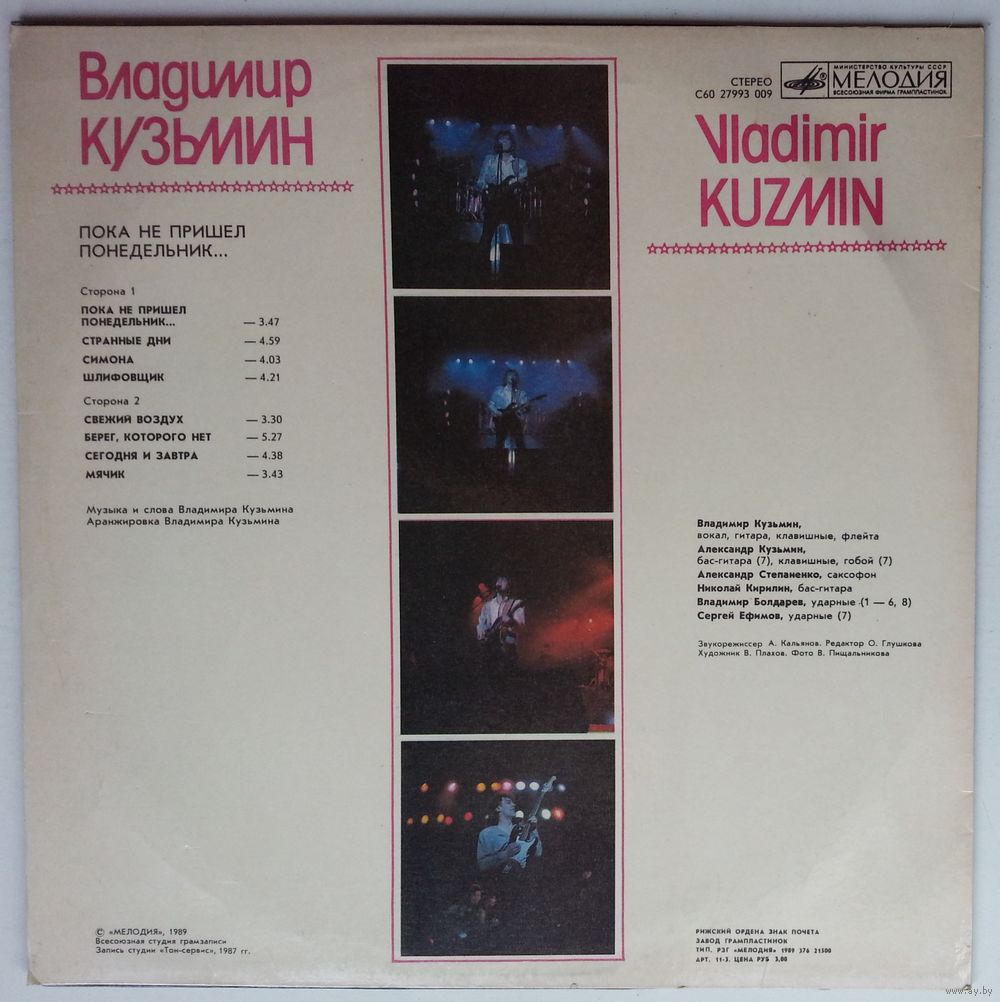 Владимир
КУЗЬМИН
☆☆☆☆☆☆☆☆☆☆☆☆☆☆☆☆☆☆☆☆☆☆☆☆☆☆
ПОКА НЕ ПРИШЕЛ
ПОНЕДЕЛЬНИК...
Сторона 1
ПОКА НЕ ПРИШЕЛ
ПОНЕДЕЛЬНИК... — 3.47
СТРАННЫЕ ДНИ — 4.59
СИМОНА — 4.03
ШЛИФОВЩИК — 4.21
Сторона 2
СВЕЖИЙ ВОЗДУХ — 3.30
БЕРЕГ, КОТОРОГО НЕТ — 5.27
СЕГОДНЯ И ЗАВТРА — 4.38
МЯЧИК — 3.43
Музыка и слова Владимира Кузьмина
Аранжировка Владимира Кузьмина
© «МЕЛОДИЯ», 1989
Всесоюзная студия грамзаписи
Запись студии «Тон-сервис», 1987 гг.
СТЕРЕО
С60 27993 009
МИНИСТЕРСТВО КУЛЬТУРЫ СССР
МЕЛОДИЯ
ВСЕСОЮЗНАЯ ФИРМА ГРАМПЛАСТИНОК
Vladimir
KUZMIN
☆☆☆☆☆☆☆☆☆☆☆☆☆☆☆☆☆☆☆☆☆☆☆☆☆☆
Владимир Кузьмин,
вокал, гитара, клавишные, флейта
Александр Кузьмин,
бас-гитара (7), клавишные, гобой (7)
Александр Степаненко, саксофон
Николай Кирилин, бас-гитара
Владимир Болдарев, ударные (1 — 6, 8)
Сергей Ефимов, ударные (7)
Звукорежиссер А. Кальянов. Редактор О. Глушкова
Художник В. Плахов. Фото В. Пищальникова
РИЖСКИЙ ОРДЕНА ЗНАК ПОЧЕТА
ЗАВОД ГРАМПЛАСТИНОК
ТИП. РЗГ «МЕЛОДИЯ» 1989 376 21500
АРТ. 11-3. ЦЕНА РУБ 3,00
www.ay.by